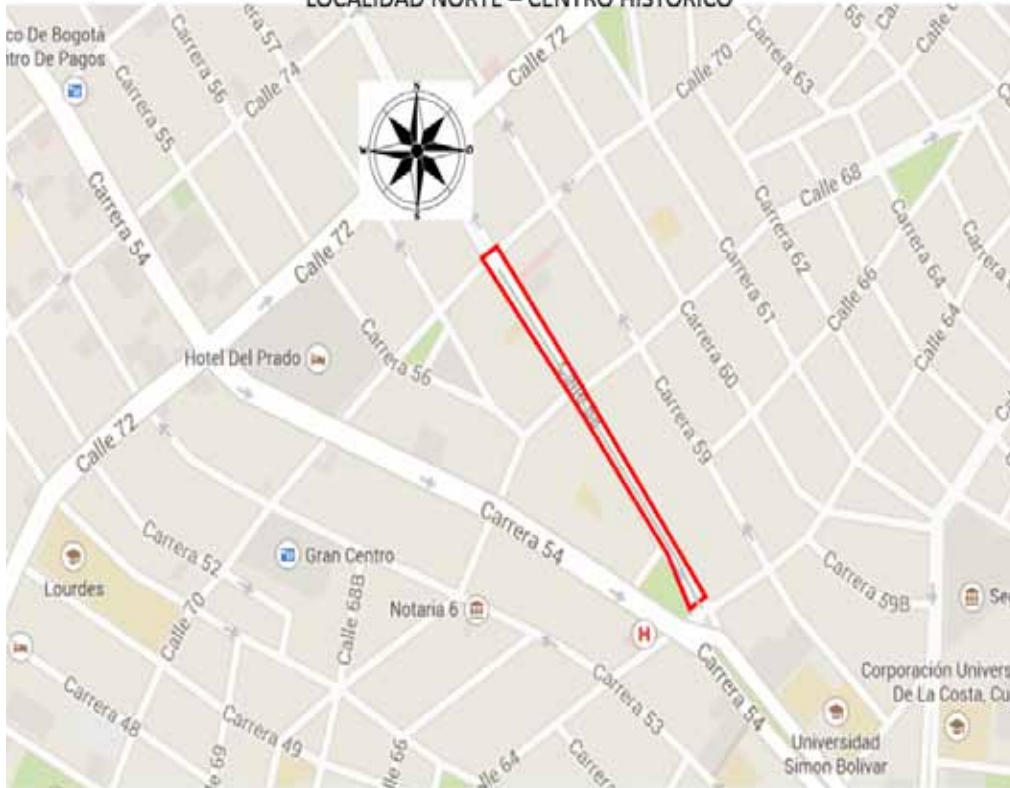 LOCALIDAD NORTE – CENTRO HISTÓRICO
co De Bogotá
ntro De Pagos
Carrera 56
57
Calle 74
Carrera 55
Calle 72
Carrera 63
65
Calle 70
Carrera 54
Calle 72
Calle 68
Carrera 62
Carrera 64
Calle 66
Carrera 61
Calle 64
Hotel Del Prado
Carrera 56
Carrera 60
Carrera 59
Calle 72
Carrera 54
Carrera 52
Gran Centro
Lourdes
Calle 70
Calle 68B
Notaria 6
Carrera 59B
Carrera 54
Corporación Univers
De La Costa, Cu
Carrera 48
Carrera 49
Carrera 53
Calle 66
lle 64
Universidad
Simon Bolivar